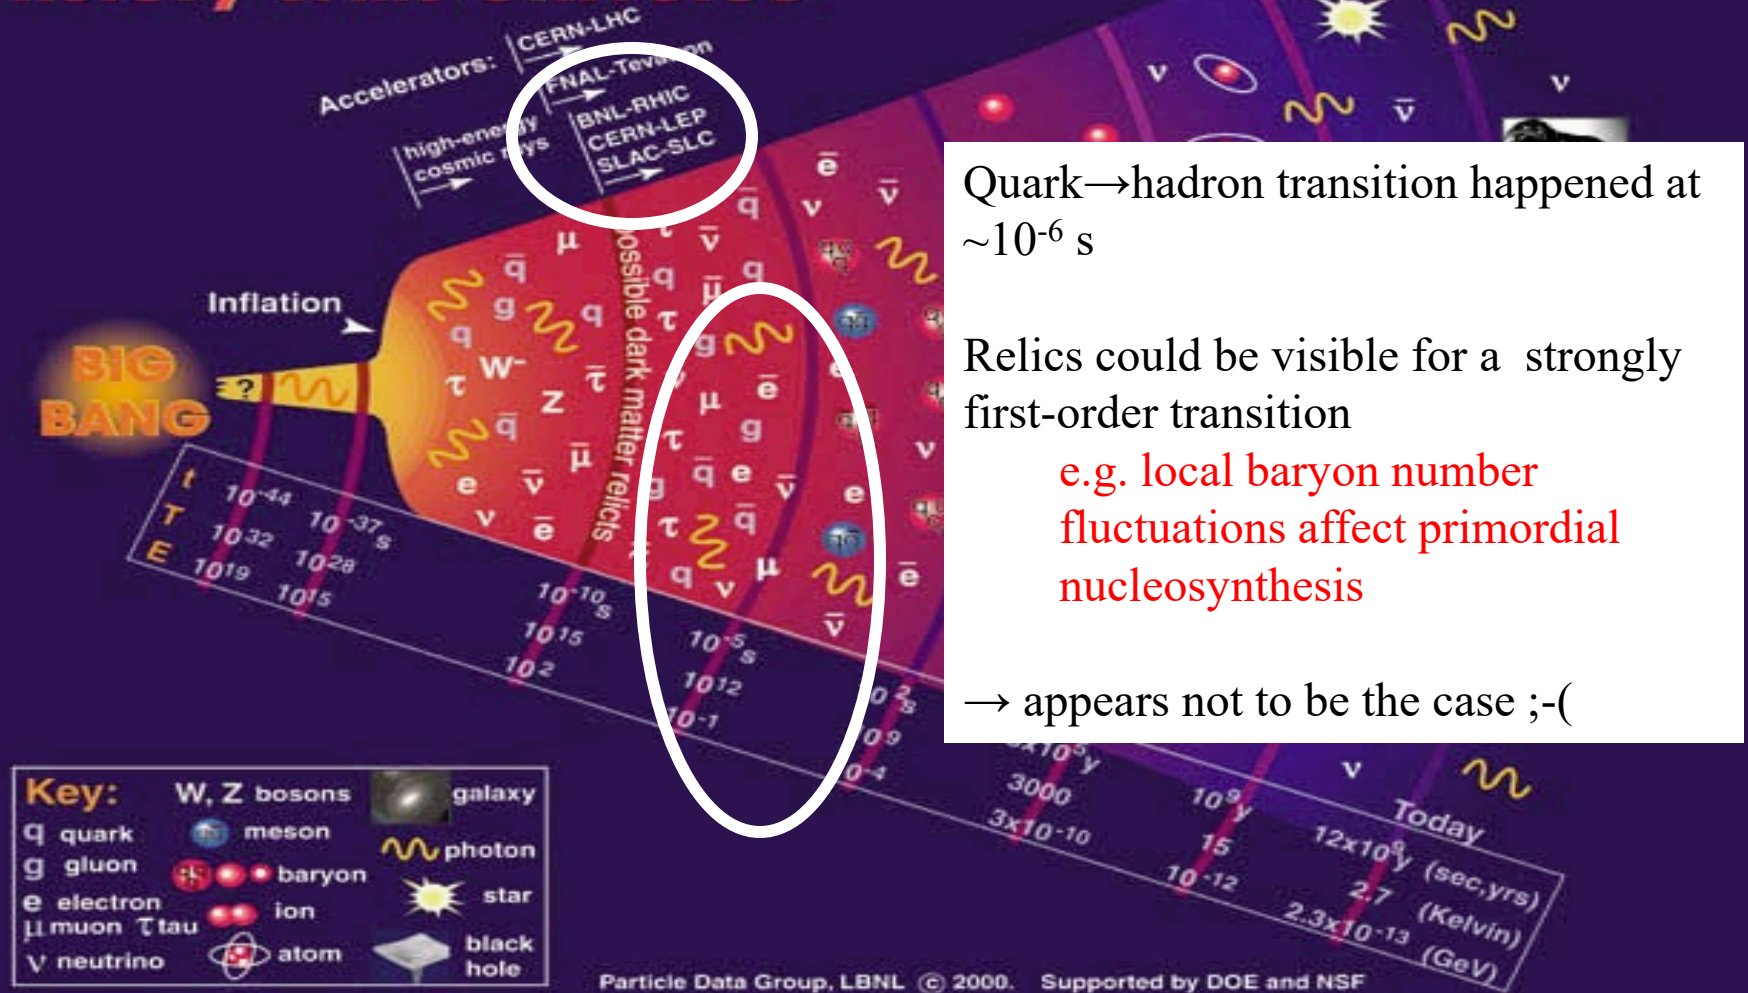 Accelerators:
CERN-LHC
FNAL-Tevatron
BNL-RHIC
CERN-LEP
SLAC-SLC
high-energy
cosmic rays
Inflation
BIG
BANG
?
possible dark matter relicts
t
T
E
10-44
1032
1019
10-37s
1028
1015
10-10s
1015
102
10-5s
1012
10-1
109
3000
3x10-10
109y
15
10-12
Today
12x109y (sec,yrs)
2.7 (Kelvin)
2.3x10-13 (GeV)
Quark→hadron transition happened at
~10-6 s
Relics could be visible for a strongly
first-order transition
e.g. local baryon number
fluctuations affect primordial
nucleosynthesis
→ appears not to be the case ;-(
Key:
W, Z bosons
galaxy
q quark
meson
g gluon
photon
baryon
e electron
star
μ muon τ tau
ion
ν neutrino
atom
black
hole
Particle Data Group, LBNL © 2000. Supported by DOE and NSF